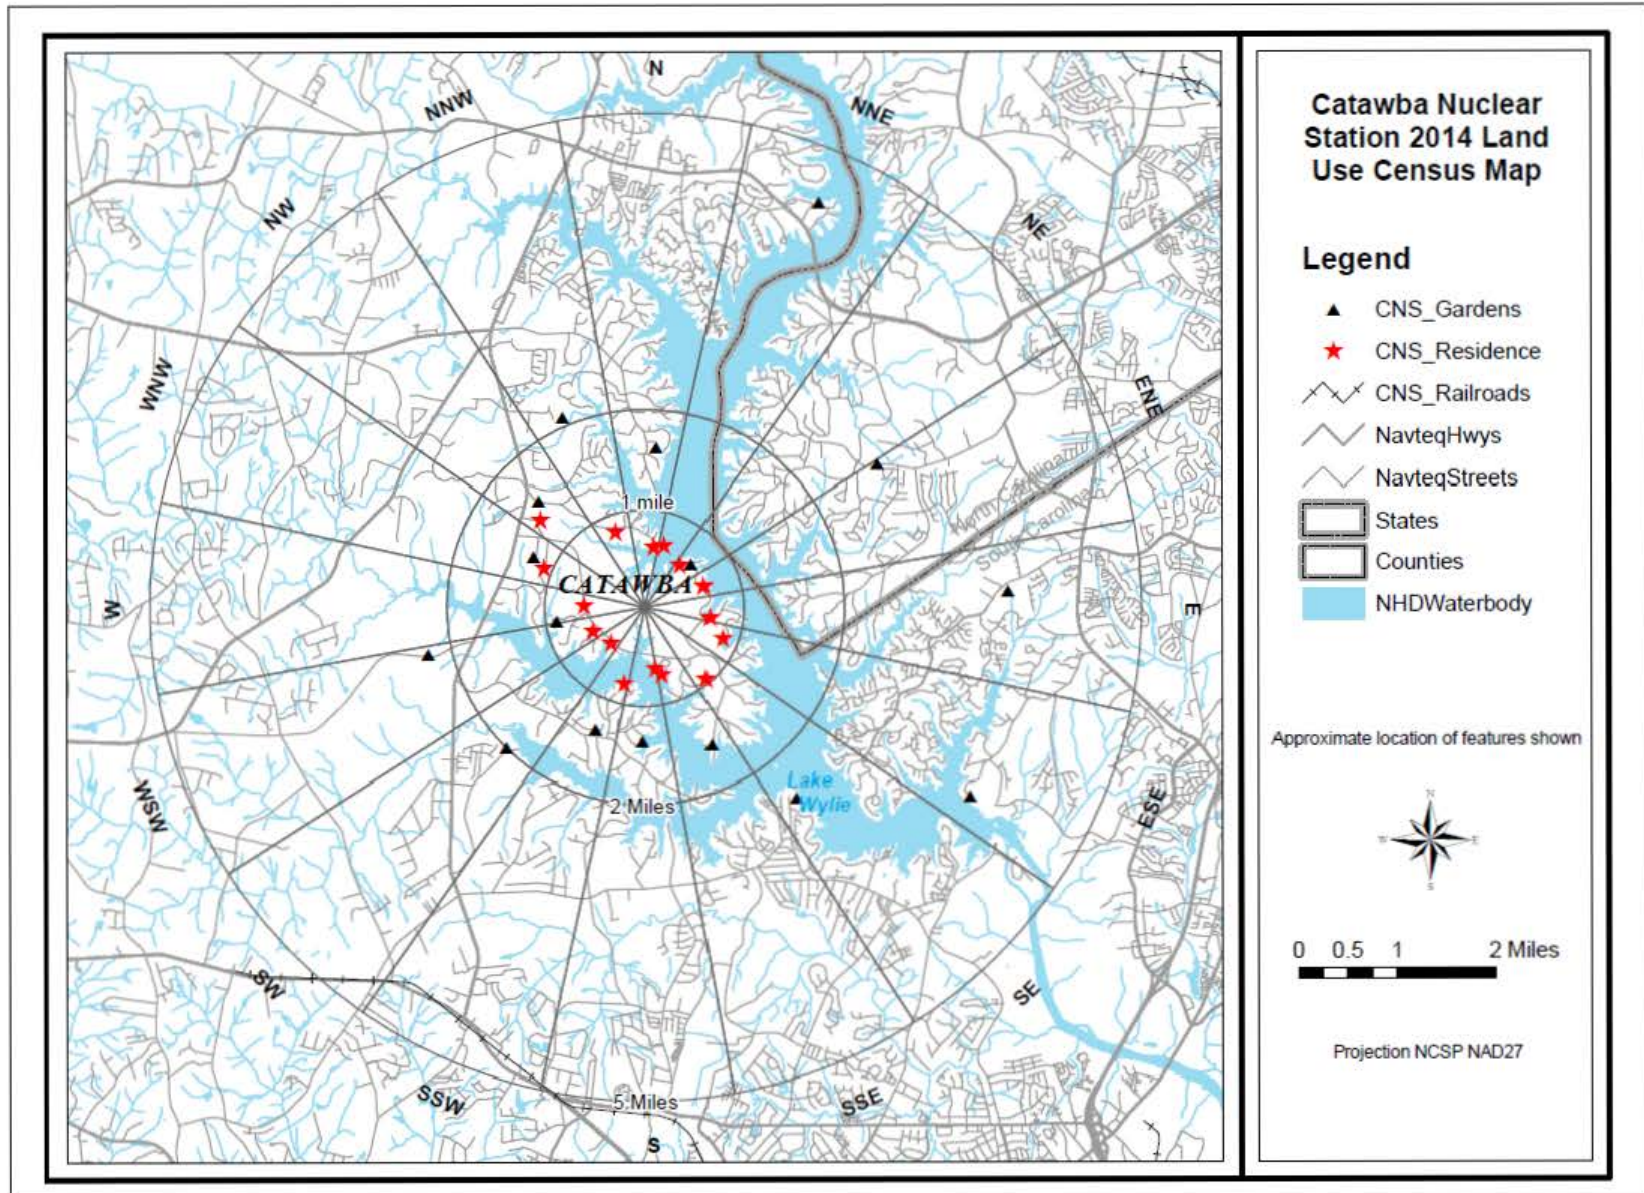 N
NNW
NNE
NW
NE
WNW
ENE
1 mile
North Carolina
South Carolina
CATAWBA
W
E
Lake
Wylie
2 Miles
WSW
ESE
SW
SE
SSW
5 Miles
SSE
S
Catawba Nuclear
Station 2014 Land
Use Census Map
Legend
CNS_Gardens
CNS_Residence
CNS_Railroads
NavteqHwys
NavteqStreets
States
Counties
NHDWaterbody
Approximate location of features shown
N
W E
S
0 0.5 1 2 Miles
Projection NCSP NAD27